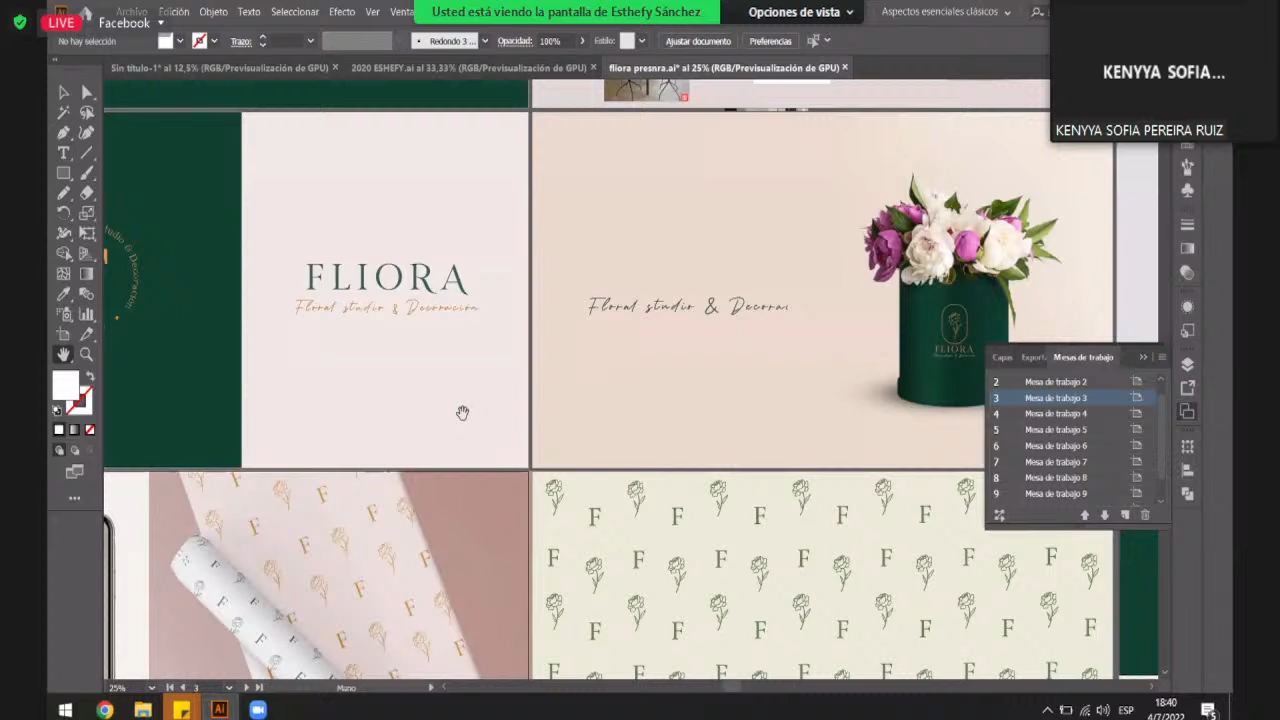 LIVE Facebook
Archivo Edición Objeto Texto Seleccionar Efecto Ver Venta
Usted está viendo la pantalla de Esthefy Sánchez
Opciones de vista
Aspectos esenciales clásicos
No hay selección
Trazo:
Redondo 3 ...
Opacidad: 100%
Estilo:
Ajustar documento
Preferencias
Sin título-1* al 12,5% (RGB/Previsualización de GPU) ×
2020 ESHEFY.ai al 33,33% (RGB/Previsualización de GPU) ×
fliora presnra.ai* al 25% (RGB/Previsualización de GPU) ×
KENYYA SOFIA...
KENYYA SOFIA PEREIRA RUIZ
FLIORA
Floral studio & Decoración
Floral studio & Decorac
FLIORA
Capas Exporta Mesas de trabajo
2 Mesa de trabajo 2
3 Mesa de trabajo 3
4 Mesa de trabajo 4
5 Mesa de trabajo 5
6 Mesa de trabajo 6
7 Mesa de trabajo 7
8 Mesa de trabajo 8
9 Mesa de trabajo 9
25% 3 Mano
Ai
ESP
18:40
4/7/2022